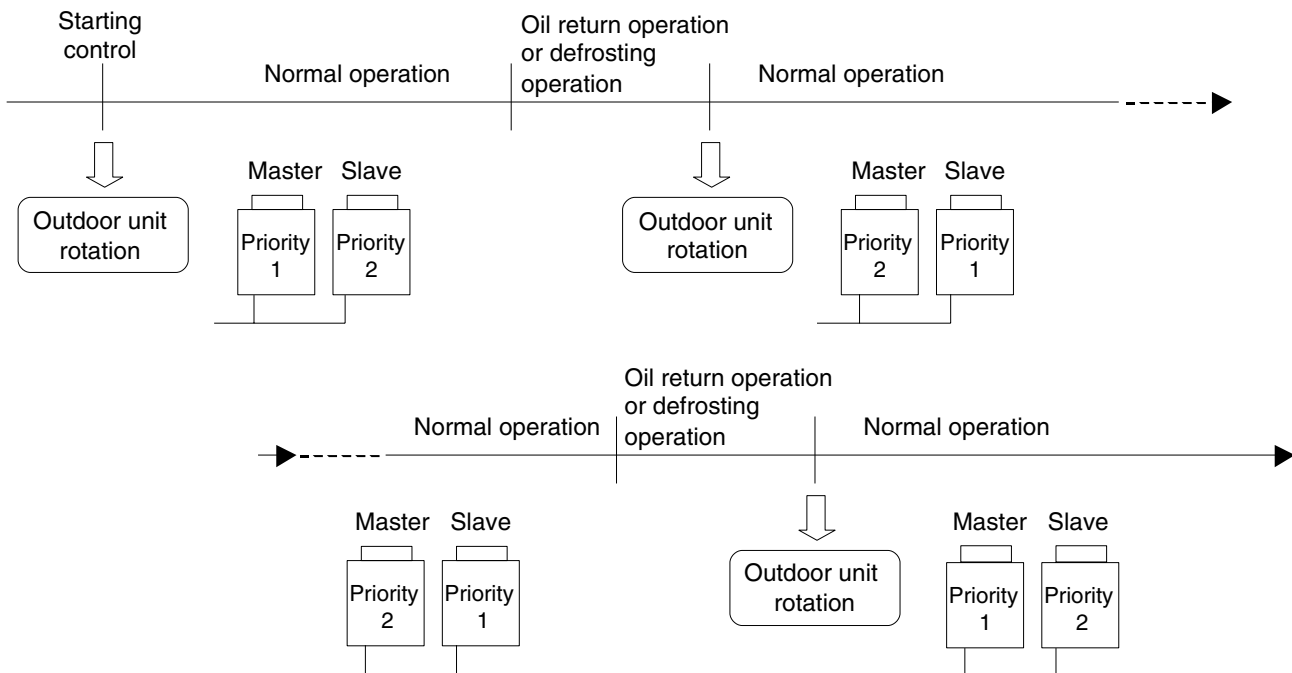 Starting
control
Normal operation
Oil return operation
or defrosting
operation
Normal operation
Outdoor unit
rotation
Master
Slave
Priority
1
Priority
2
Outdoor unit
rotation
Master
Slave
Priority
2
Priority
1
Normal operation
Oil return operation
or defrosting
operation
Normal operation
Master
Slave
Priority
2
Priority
1
Outdoor unit
rotation
Master
Slave
Priority
1
Priority
2